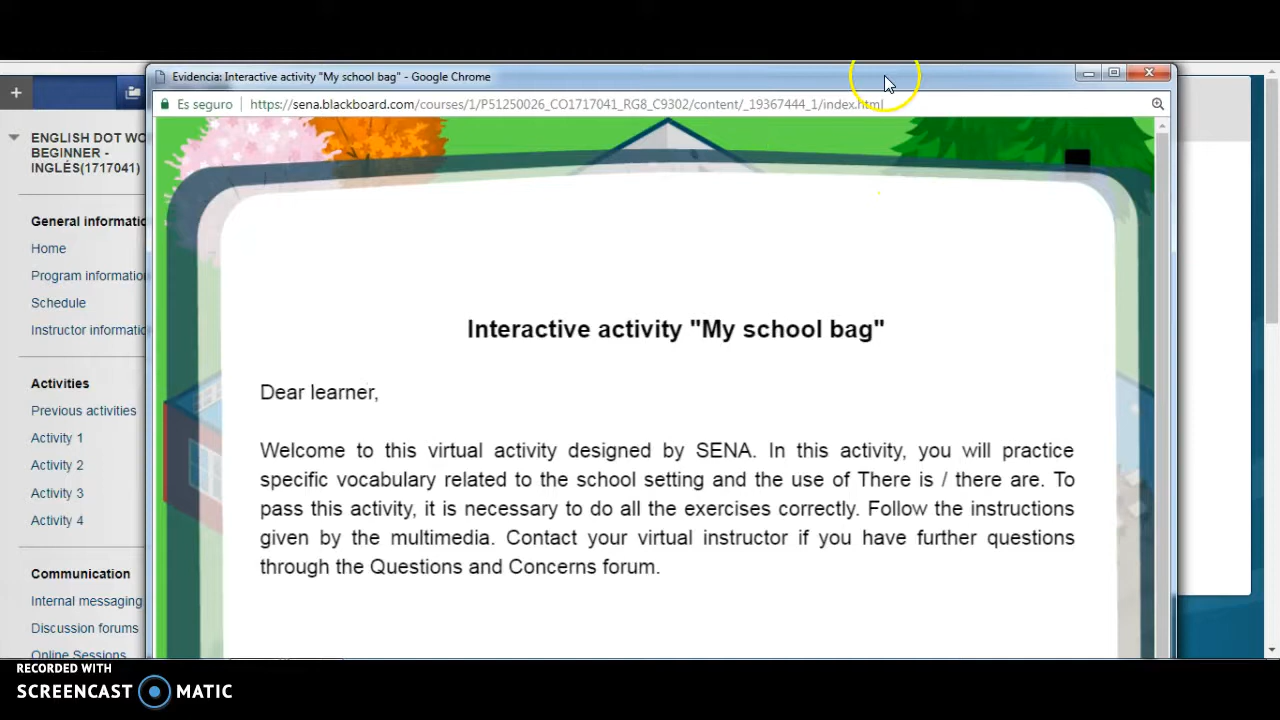 Evidencia: Interactive activity "My school bag" - Google Chrome
Es seguro
https://sena.blackboard.com/courses/1/P51250026_CO1717041_RG8_C9302/content/_19367444_1/index.html
ENGLISH DOT WO
BEGINNER -
INGLÉS(1717041)
General informatio
Home
Program information
Schedule
Instructor informatio
Activities
Previous activities
Activity 1
Activity 2
Activity 3
Activity 4
Communication
Internal messaging
Discussion forums
Online Sessions
Interactive activity "My school bag"
Dear learner,
Welcome to this virtual activity designed by SENA. In this activity, you will practice
specific vocabulary related to the school setting and the use of There is / there are. To
pass this activity, it is necessary to do all the exercises correctly. Follow the instructions
given by the multimedia. Contact your virtual instructor if you have further questions
through the Questions and Concerns forum.
RECORDED WITH
SCREENCAST MATIC